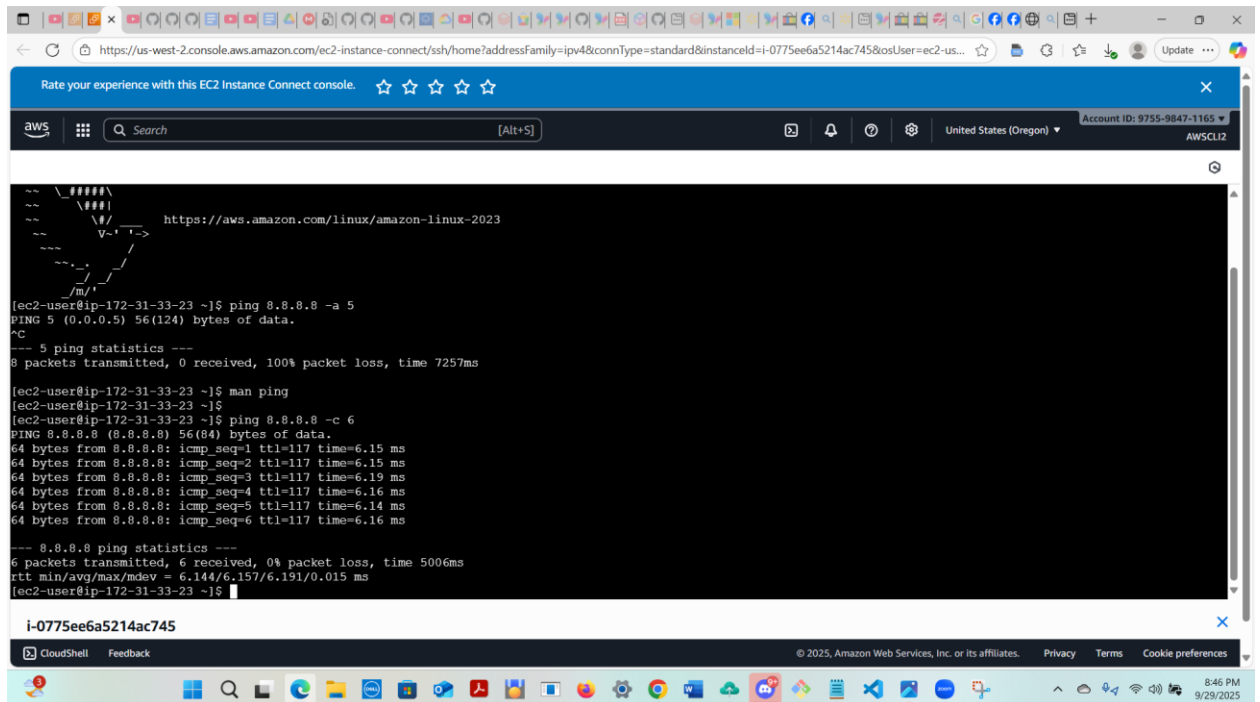 https://us-west-2.console.aws.amazon.com/ec2-instance-connect/ssh/home?addressFamily=ipv4&connType=standard&instanceId=i-0775ee6a5214ac745&osUser=ec2-us...
Update
Rate your experience with this EC2 Instance Connect console.
aws
Search
[Alt+S]
United States (Oregon)
Account ID: 9755-9847-1165
AWSCLI2
~~ \_#####\
~~ \###|
~~ \#/ ___ https://aws.amazon.com/linux/amazon-linux-2023
~~ V~' '->
~~~ /
~~._. _/
_/ _/
_/m/'
[ec2-user@ip-172-31-33-23 ~]$ ping 8.8.8.8 -a 5
PING 5 (0.0.0.5) 56(124) bytes of data.
^C
--- 5 ping statistics ---
8 packets transmitted, 0 received, 100% packet loss, time 7257ms
[ec2-user@ip-172-31-33-23 ~]$ man ping
[ec2-user@ip-172-31-33-23 ~]$
[ec2-user@ip-172-31-33-23 ~]$ ping 8.8.8.8 -c 6
PING 8.8.8.8 (8.8.8.8) 56(84) bytes of data.
64 bytes from 8.8.8.8: icmp_seq=1 ttl=117 time=6.15 ms
64 bytes from 8.8.8.8: icmp_seq=2 ttl=117 time=6.15 ms
64 bytes from 8.8.8.8: icmp_seq=3 ttl=117 time=6.19 ms
64 bytes from 8.8.8.8: icmp_seq=4 ttl=117 time=6.16 ms
64 bytes from 8.8.8.8: icmp_seq=5 ttl=117 time=6.14 ms
64 bytes from 8.8.8.8: icmp_seq=6 ttl=117 time=6.16 ms
--- 8.8.8.8 ping statistics ---
6 packets transmitted, 6 received, 0% packet loss, time 5006ms
rtt min/avg/max/mdev = 6.144/6.157/6.191/0.015 ms
[ec2-user@ip-172-31-33-23 ~]$
i-0775ee6a5214ac745
CloudShell Feedback © 2025, Amazon Web Services, Inc. or its affiliates. Privacy Terms Cookie preferences
8:46 PM
9/29/2025